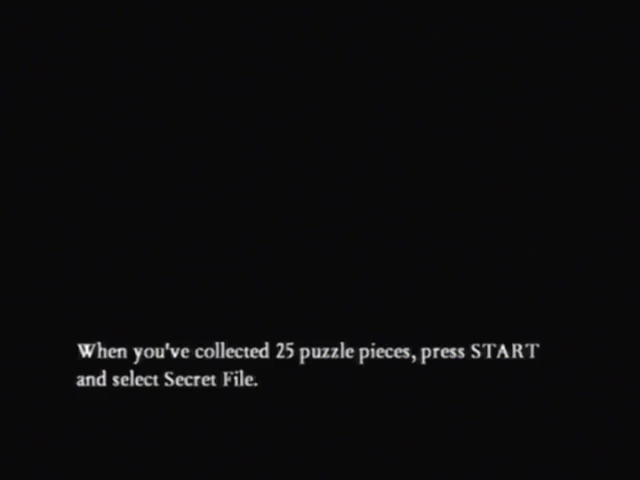 When you've collected 25 puzzle pieces, press START
and select Secret File.